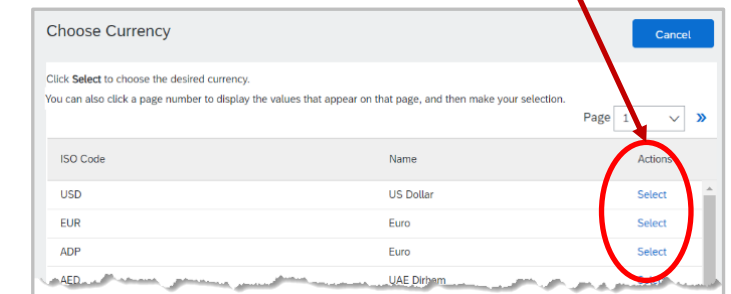 Choose Currency
Cancel
Click Select to choose the desired currency.
You can also click a page number to display the values that appear on that page, and then make your selection.
Page 1 »
ISO Code Name Actions
USD US Dollar Select
EUR Euro Select
ADP Euro Select
AED UAE Dirham